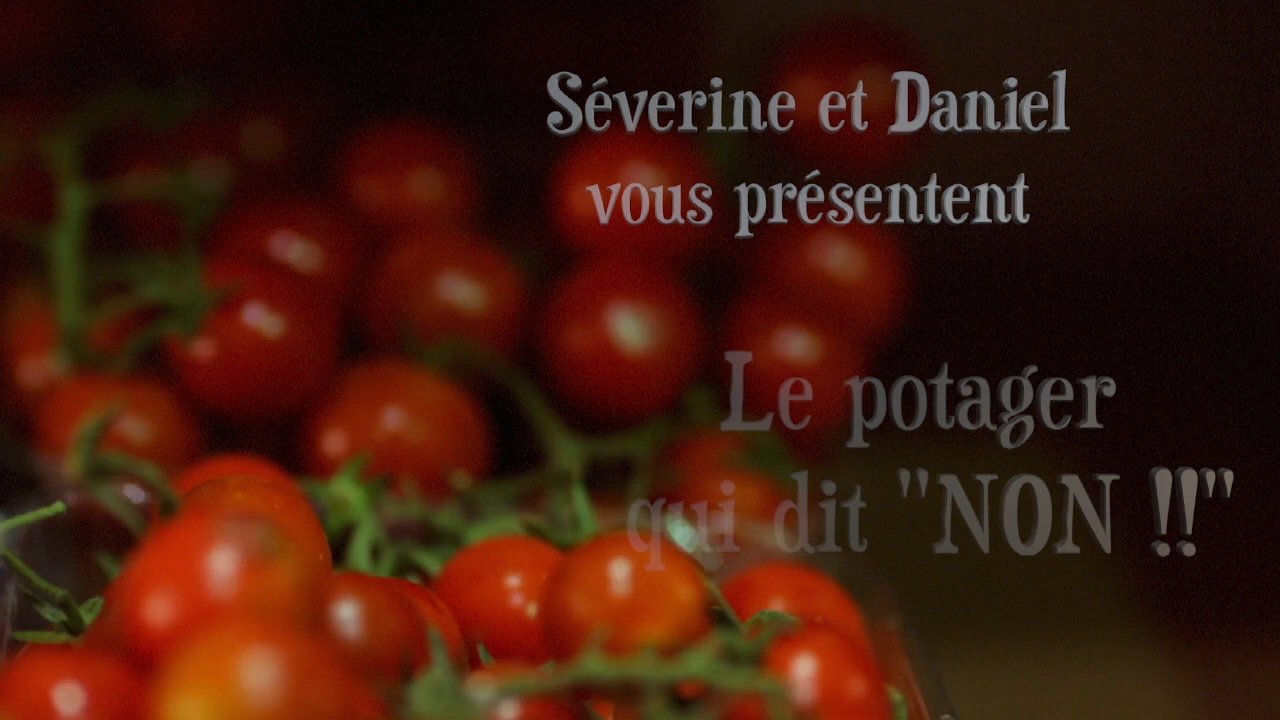 Séverine et Daniel
vous présentent
Le potager
qui dit "NON !!"